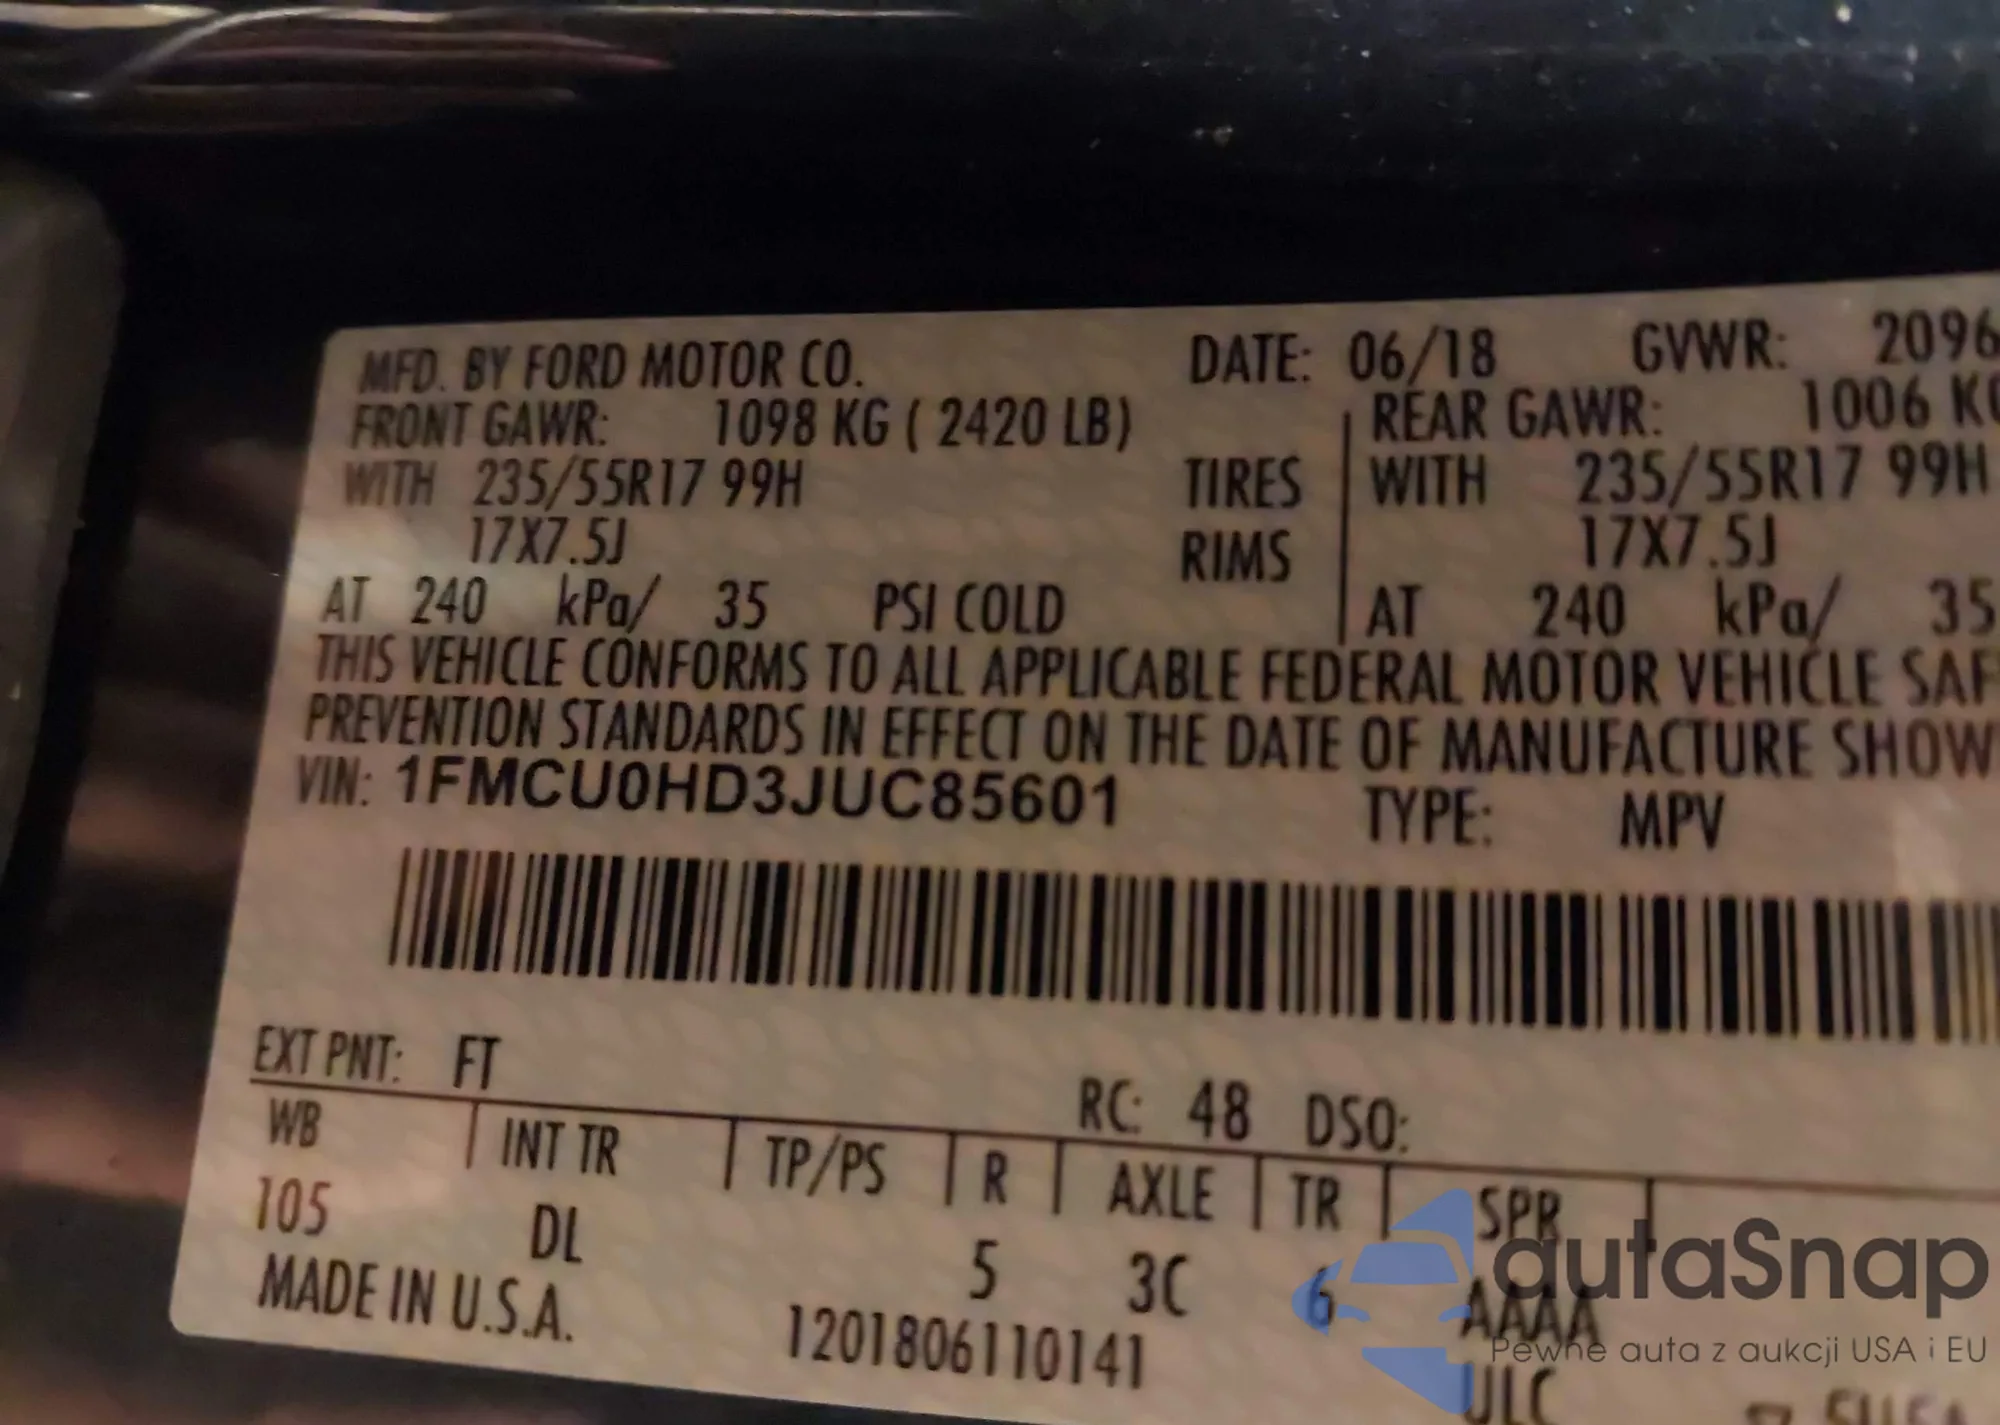 MFD. BY FORD MOTOR CO. DATE: 06/18 GVWR: 2096
FRONT GAWR: 1098 KG ( 2420 LB) REAR GAWR: 1006 KG
WITH 235/55R17 99H TIRES WITH 235/55R17 99H
17X7.5J RIMS 17X7.5J
AT 240 kPa/ 35 PSI COLD AT 240 kPa/ 35
THIS VEHICLE CONFORMS TO ALL APPLICABLE FEDERAL MOTOR VEHICLE SAF
PREVENTION STANDARDS IN EFFECT ON THE DATE OF MANUFACTURE SHOW
VIN: 1FMCU0HD3JUC85601 TYPE: MPV
EXT PNT: FT RC: 48 DSO:
WB INT TR TP/PS R AXLE TR SPR
105 DL 5 3C 6 AAAA
MADE IN U.S.A. 1201806110141 ULC
autaSnap
Pewne auta z aukcji USA i EU